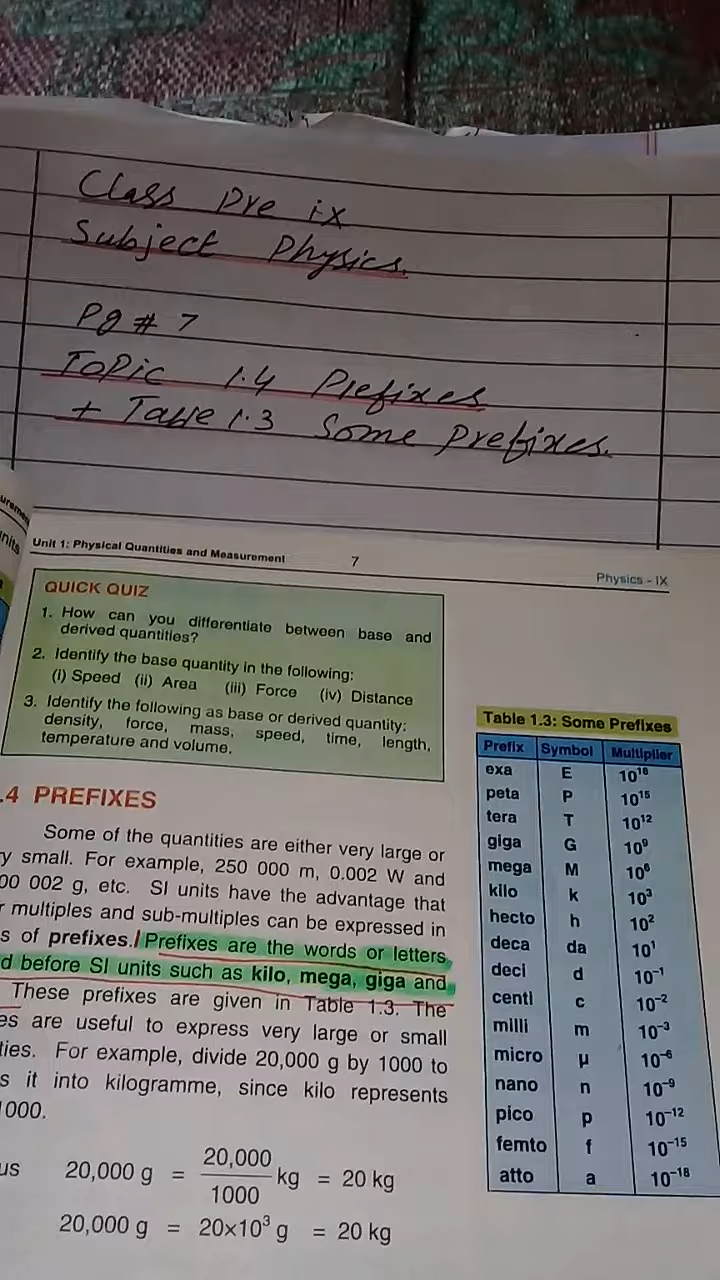 Class Pre ix
Subject Physics.
Pg # 7
Topic 1.4 Prefixes
+ Table 1.3 Some Prefixes.
Unit 1: Physical Quantities and Measurement
7
Physics - IX
QUICK QUIZ
1. How can you differentiate between base and
derived quantities?
2. Identify the base quantity in the following:
(i) Speed (ii) Area (iii) Force (iv) Distance
3. Identify the following as base or derived quantity:
density, force, mass, speed, time, length,
temperature and volume.
.4 PREFIXES
Some of the quantities are either very large or
y small. For example, 250 000 m, 0.002 W and
00 002 g, etc. SI units have the advantage that
r multiples and sub-multiples can be expressed in
s of prefixes. Prefixes are the words or letters
d before SI units such as kilo, mega, giga and
These prefixes are given in Table 1.3. The
es are useful to express very large or small
ties. For example, divide 20,000 g by 1000 to
s it into kilogramme, since kilo represents
1000.
us 20,000 g = 20,000/1000 kg = 20 kg
20,000 g = 20×10³ g = 20 kg
Table 1.3: Some Prefixes
Prefix Symbol Multiplier
exa E 10¹⁸
peta P 10¹⁵
tera T 10¹²
giga G 10⁹
mega M 10⁶
kilo k 10³
hecto h 10²
deca da 10¹
deci d 10⁻¹
centi c 10⁻²
milli m 10⁻³
micro μ 10⁻⁶
nano n 10⁻⁹
pico p 10⁻¹²
femto f 10⁻¹⁵
atto a 10⁻¹⁸